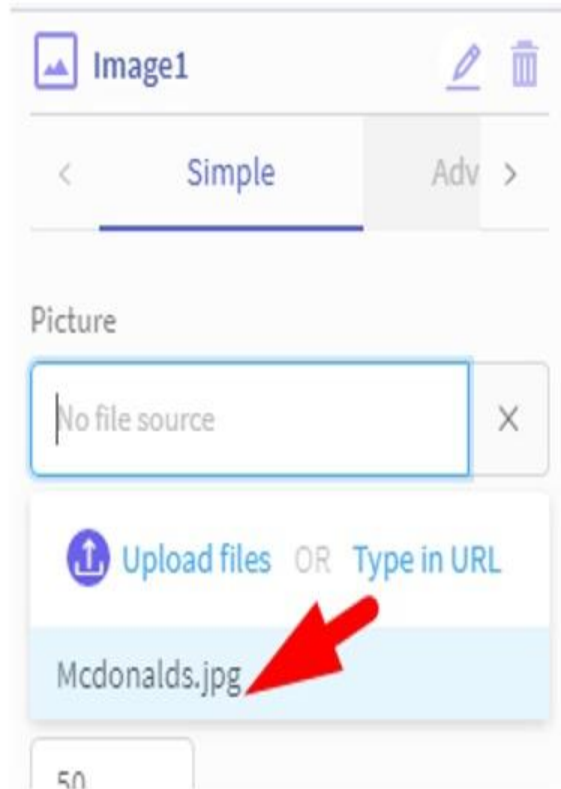 Image1
Simple Adv
Picture
No file source
Upload files OR Type in URL
Mcdonalds.jpg
50